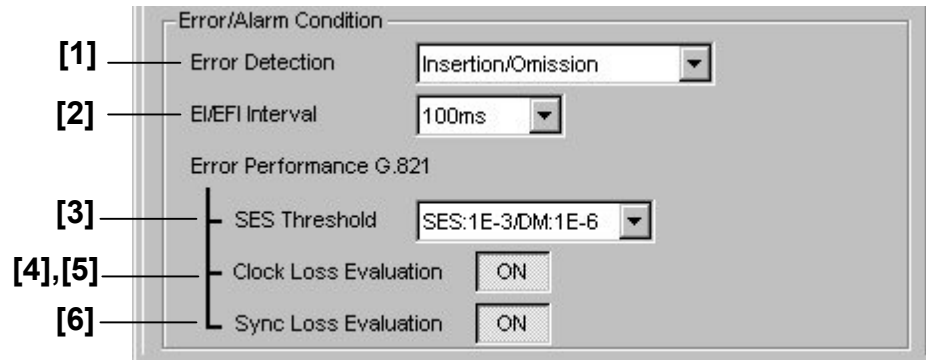 Error/Alarm Condition
[1] Error Detection Insertion/Omission
[2] EI/EFI Interval 100ms
Error Performance G.821
[3] SES Threshold SES:1E-3/DM:1E-6
[4],[5] Clock Loss Evaluation ON
[6] Sync Loss Evaluation ON